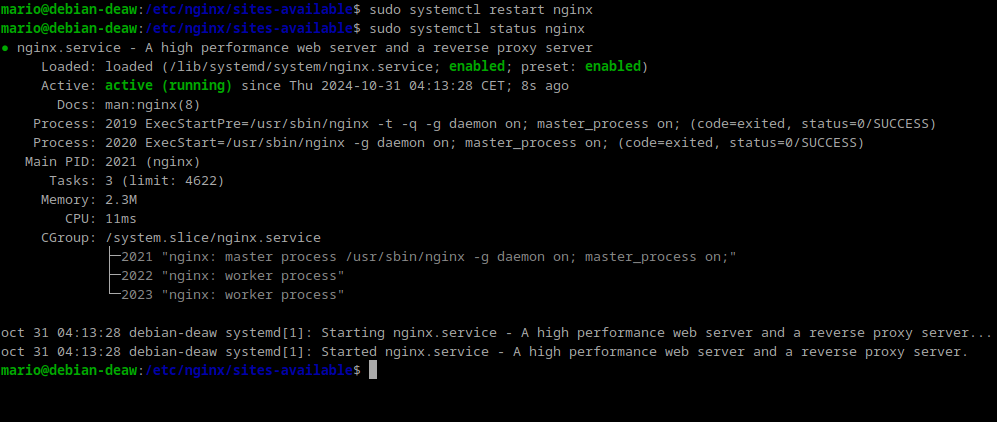 mario@debian-deaw:/etc/nginx/sites-available$ sudo systemctl restart nginx
mario@debian-deaw:/etc/nginx/sites-available$ sudo systemctl status nginx
● nginx.service - A high performance web server and a reverse proxy server
     Loaded: loaded (/lib/systemd/system/nginx.service; enabled; preset: enabled)
     Active: active (running) since Thu 2024-10-31 04:13:28 CET; 8s ago
       Docs: man:nginx(8)
    Process: 2019 ExecStartPre=/usr/sbin/nginx -t -q -g daemon on; master_process on; (code=exited, status=0/SUCCESS)
    Process: 2020 ExecStart=/usr/sbin/nginx -g daemon on; master_process on; (code=exited, status=0/SUCCESS)
   Main PID: 2021 (nginx)
      Tasks: 3 (limit: 4622)
     Memory: 2.3M
        CPU: 11ms
     CGroup: /system.slice/nginx.service
             ├─2021 "nginx: master process /usr/sbin/nginx -g daemon on; master_process on;"
             ├─2022 "nginx: worker process"
             └─2023 "nginx: worker process"

oct 31 04:13:28 debian-deaw systemd[1]: Starting nginx.service - A high performance web server and a reverse proxy server...
oct 31 04:13:28 debian-deaw systemd[1]: Started nginx.service - A high performance web server and a reverse proxy server.
mario@debian-deaw:/etc/nginx/sites-available$